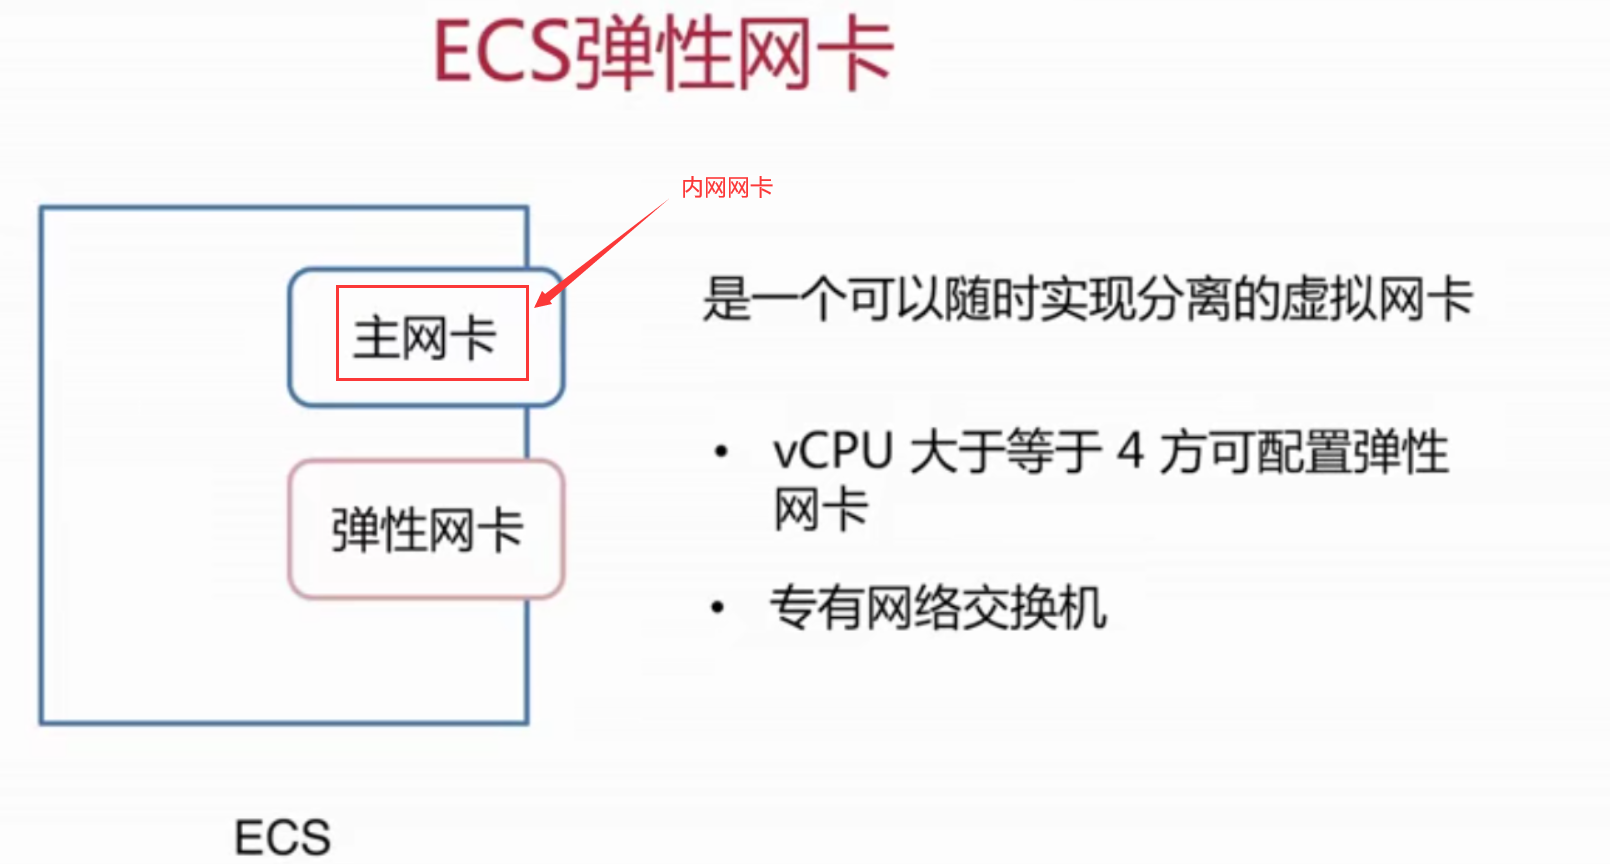 ECS弹性网卡
内网网卡
主网卡
弹性网卡
ECS
是一个可以随时实现分离的虚拟网卡
• vCPU 大于等于 4 方可配置弹性
网卡
• 专有网络交换机